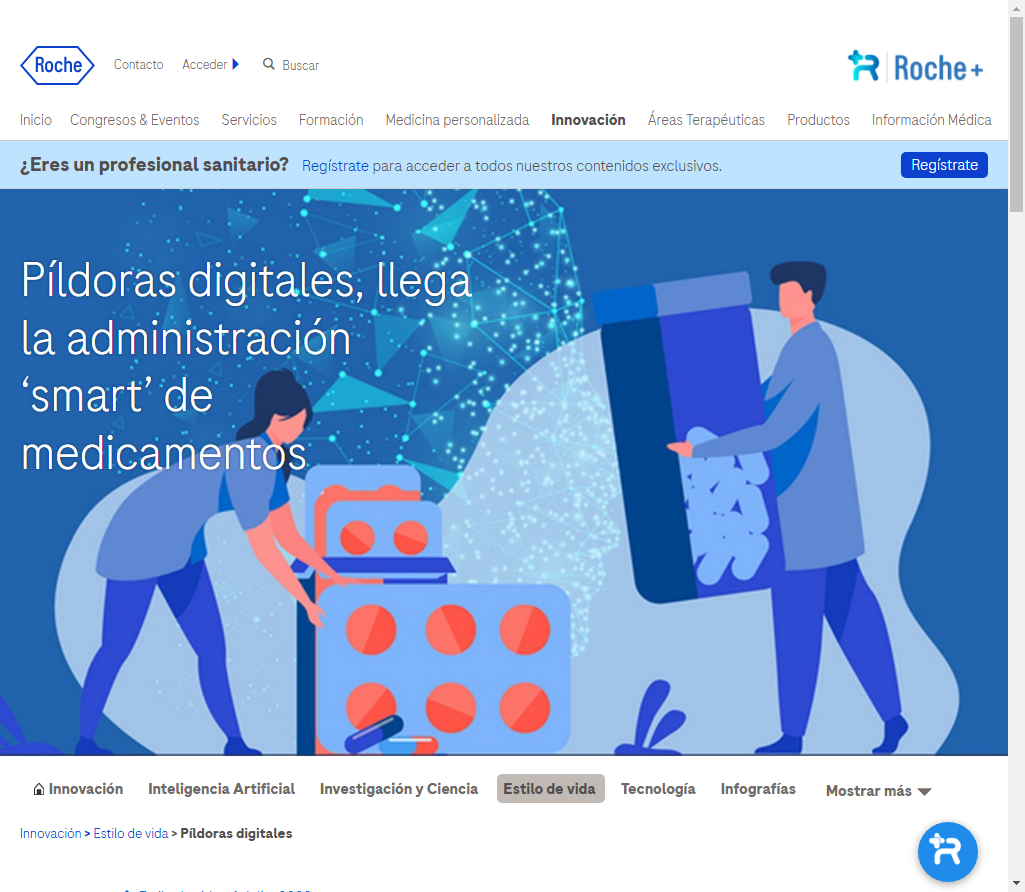 Roche
Contacto
Acceder
Buscar
Roche+
Inicio
Congresos & Eventos
Servicios
Formación
Medicina personalizada
Innovación
Áreas Terapéuticas
Productos
Información Médica
¿Eres un profesional sanitario? Regístrate para acceder a todos nuestros contenidos exclusivos.
Regístrate
Píldoras digitales, llega
la administración
‘smart’ de
medicamentos
Innovación
Inteligencia Artificial
Investigación y Ciencia
Estilo de vida
Tecnología
Infografías
Mostrar más
Innovación > Estilo de vida > Píldoras digitales